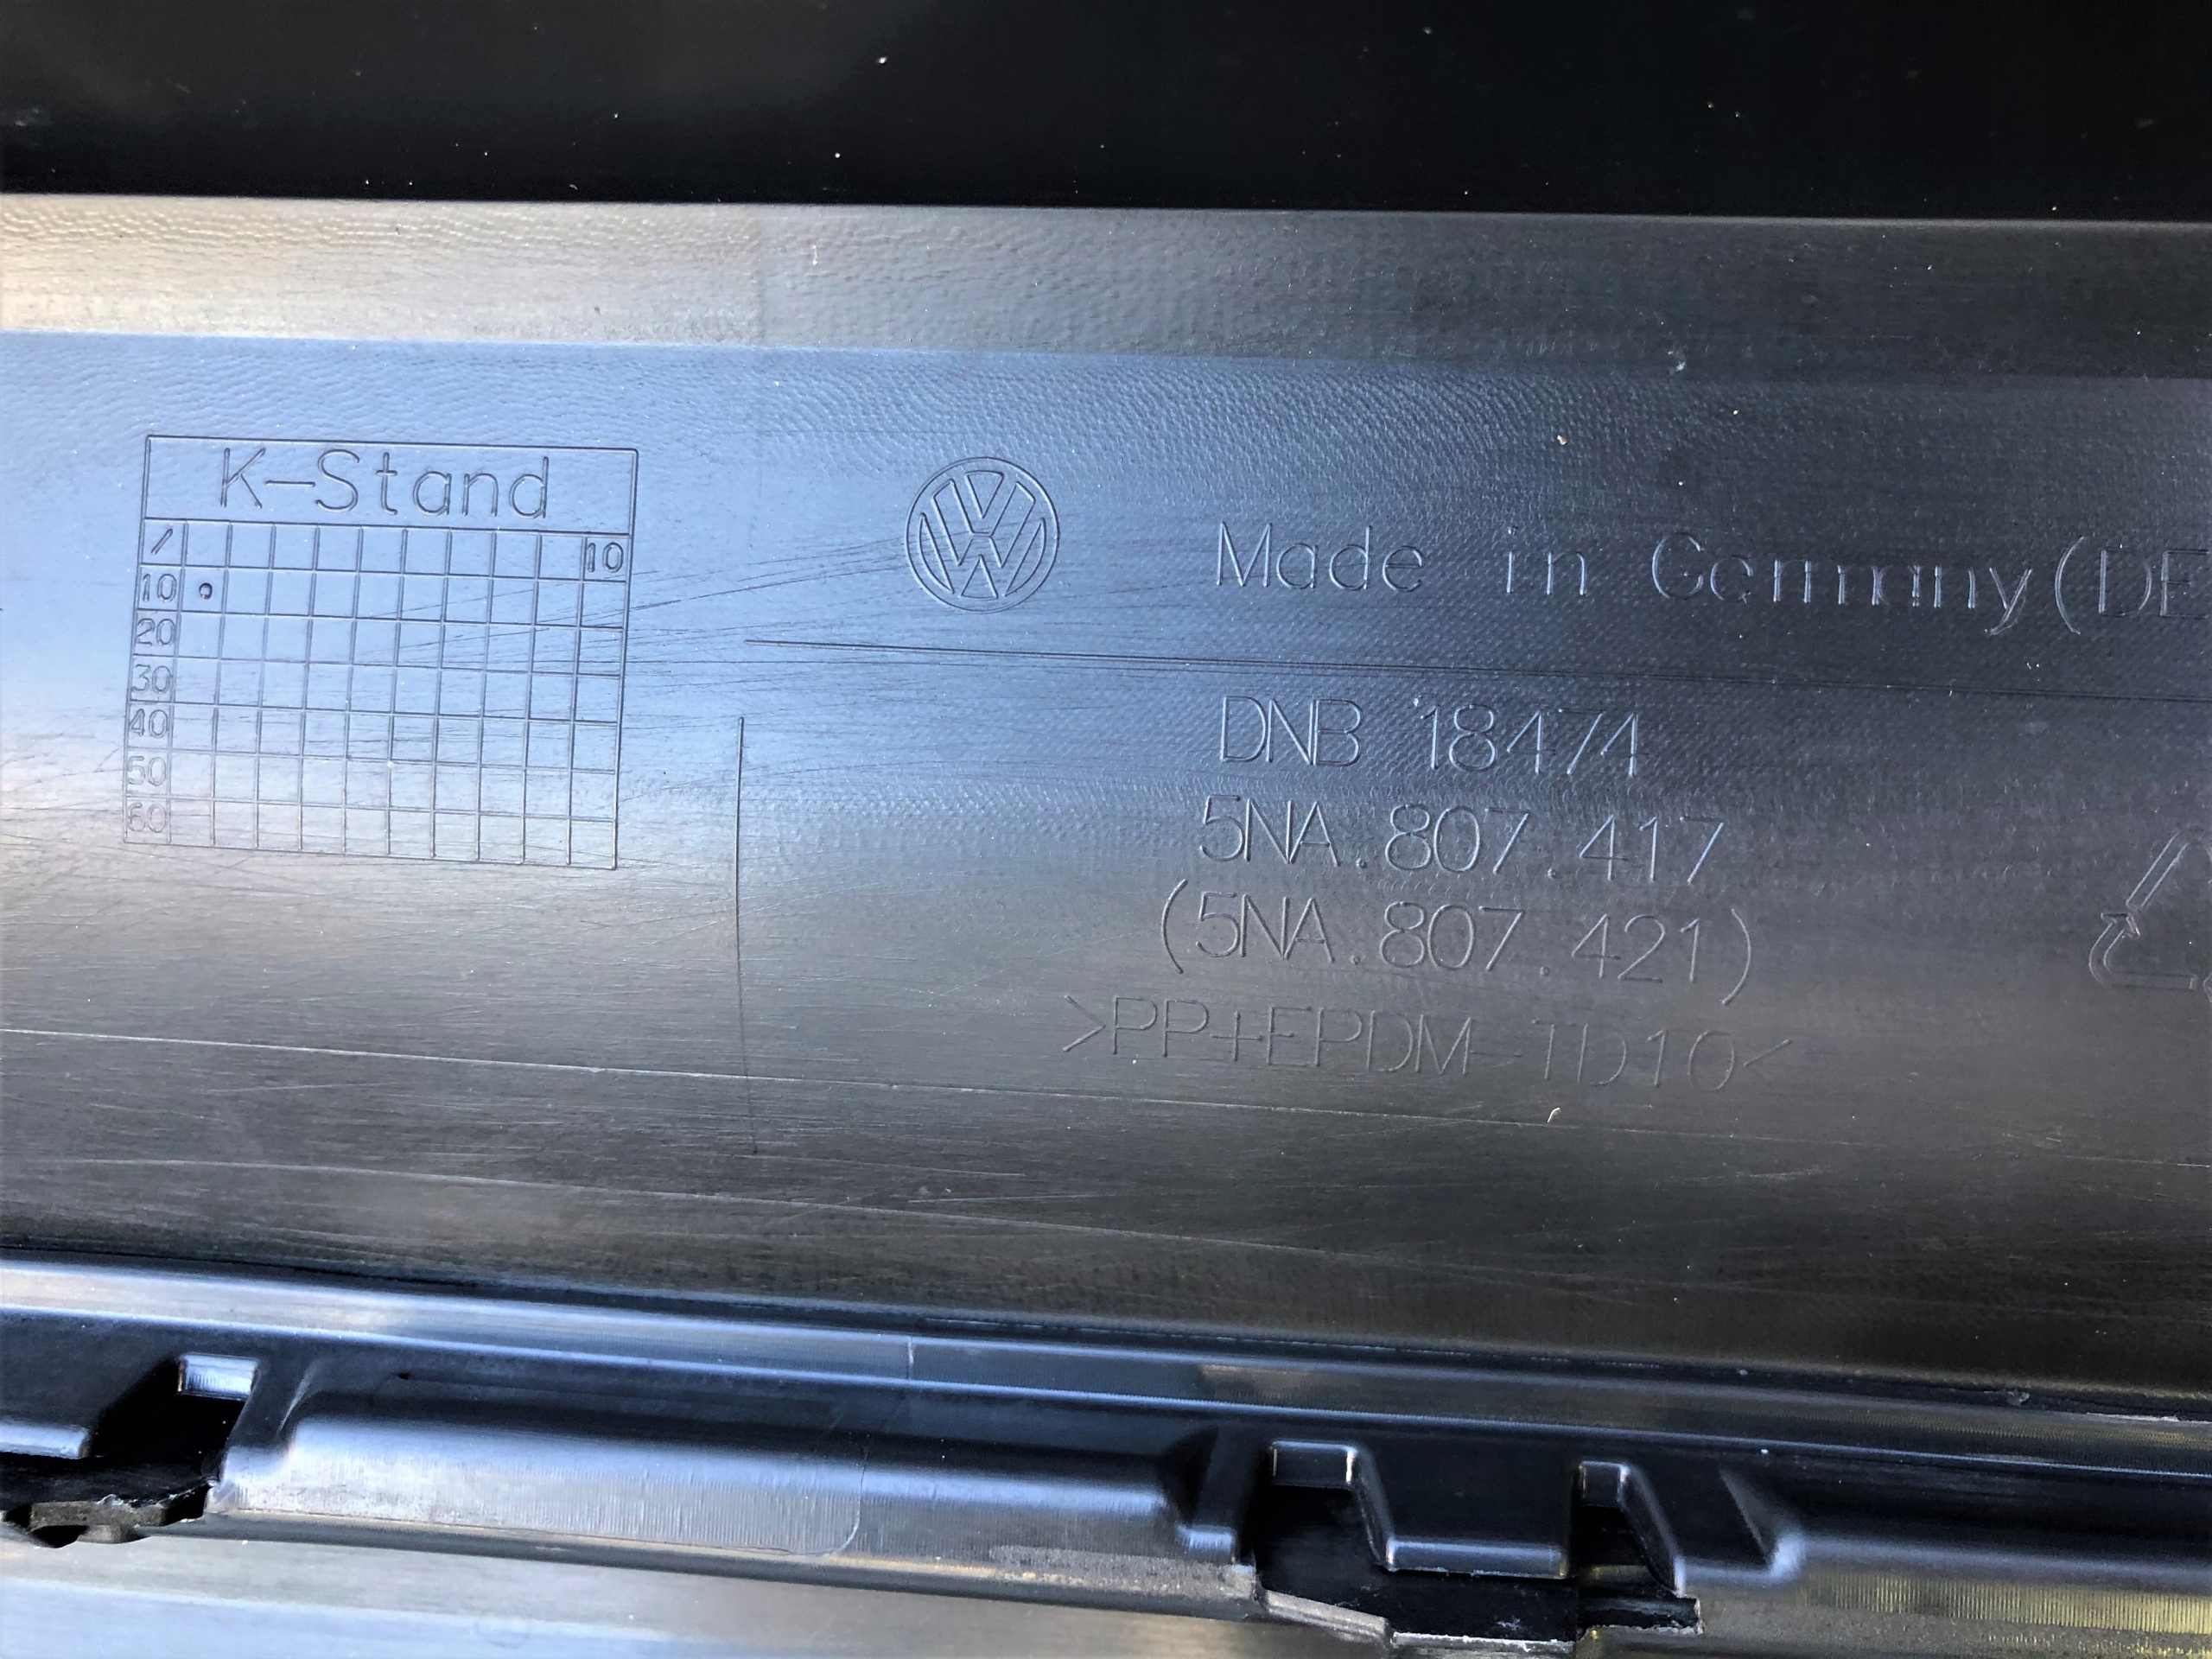 K-Stand
/ 10
10
20
30
40
50
60
Made in Germany (DE
DNB 18474
5NA.807.417
(5NA.807.421)
>PP+EPDM-TD10<